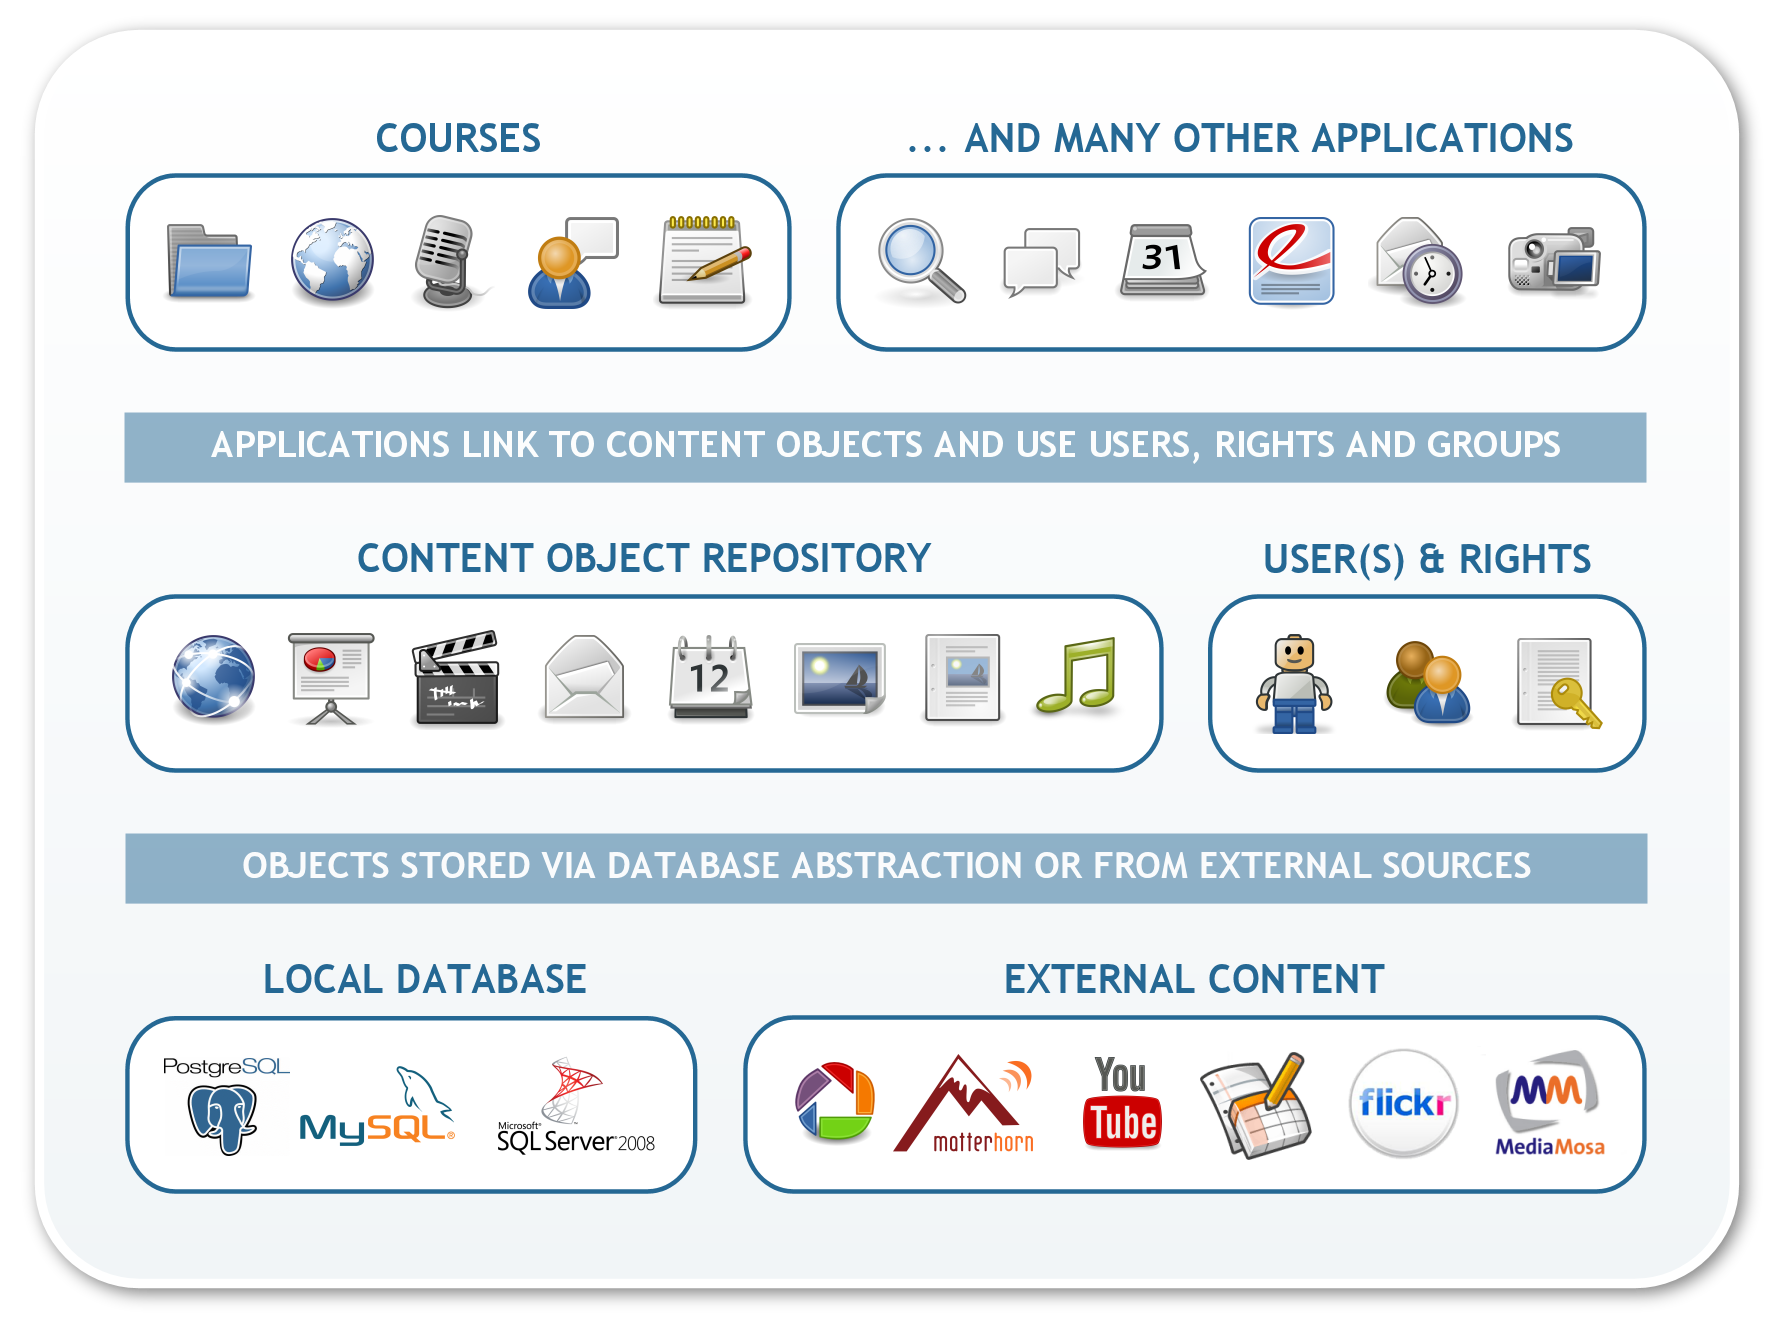 COURSES
... AND MANY OTHER APPLICATIONS
31
APPLICATIONS LINK TO CONTENT OBJECTS AND USE USERS, RIGHTS AND GROUPS
CONTENT OBJECT REPOSITORY
USER(S) & RIGHTS
12
OBJECTS STORED VIA DATABASE ABSTRACTION OR FROM EXTERNAL SOURCES
LOCAL DATABASE
EXTERNAL CONTENT
PostgreSQL
MySQL®
Microsoft®
SQL Server® 2008
matterhorn
You
Tube
flickr
MM
MediaMosa